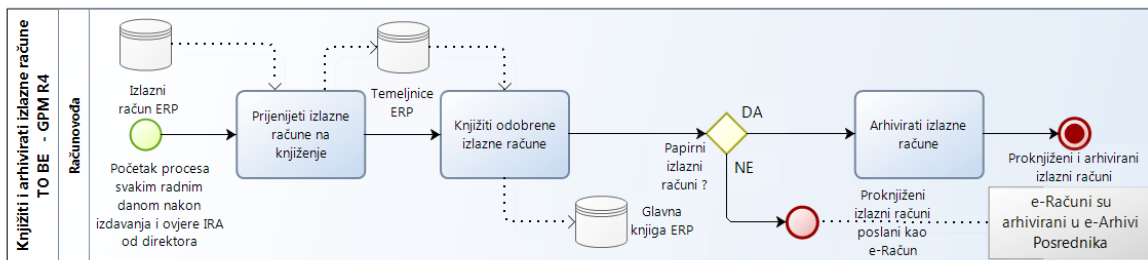 Knjižiti i arhivirati izlazne račune
TO BE - GPM R4
Računovođa
Izlazni
račun ERP
Početak procesa
svakim radnim
danom nakon
izdavanja i ovjere IRA
od direktora
Prijenijeti izlazne
račune na
knjiženje
Temeljnice
ERP
Knjižiti odobrene
izlazne račune
Glavna
knjiga ERP
Papirni
izlazni
računi ?
DA
NE
Arhivirati izlazne
račune
Proknjiženi i arhivirani
izlazni računi
Proknjiženi
izlazni računi
poslani kao
e-Račun
e-Računi su
arhivirani u e-Arhivi
Posrednika